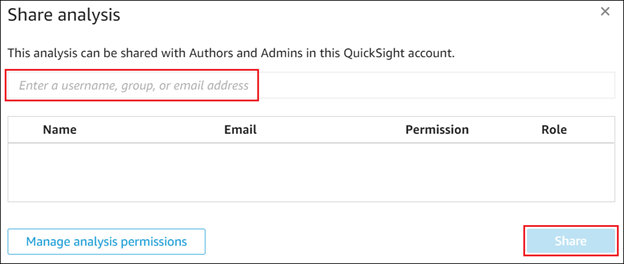 Share analysis
This analysis can be shared with Authors and Admins in this QuickSight account.
Enter a username, group, or email address
Name Email Permission Role
Manage analysis permissions Share